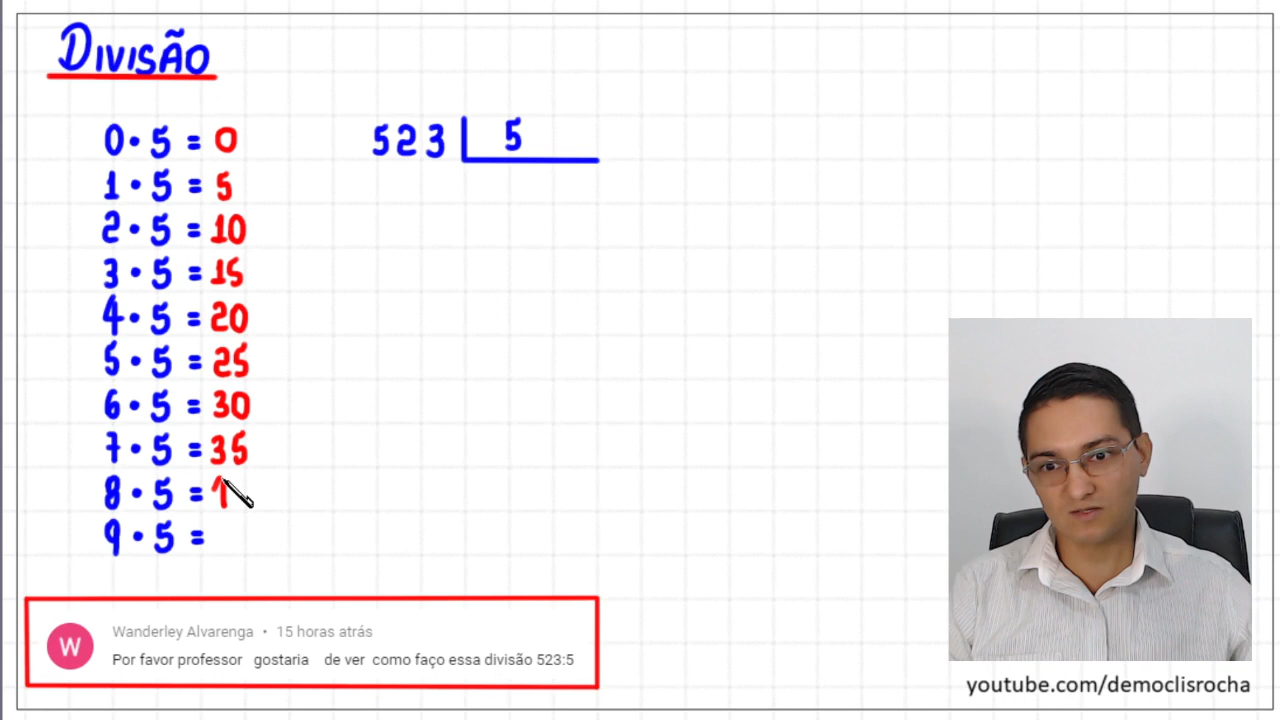 DIVISÃO
0 · 5 = 0
1 · 5 = 5
2 · 5 = 10
3 · 5 = 15
4 · 5 = 20
5 · 5 = 25
6 · 5 = 30
7 · 5 = 35
8 · 5 =
9 · 5 =
523 5
W
Wanderley Alvarenga • 15 horas atrás
Por favor professor gostaria de ver como faço essa divisão 523:5
youtube.com/democlisrocha